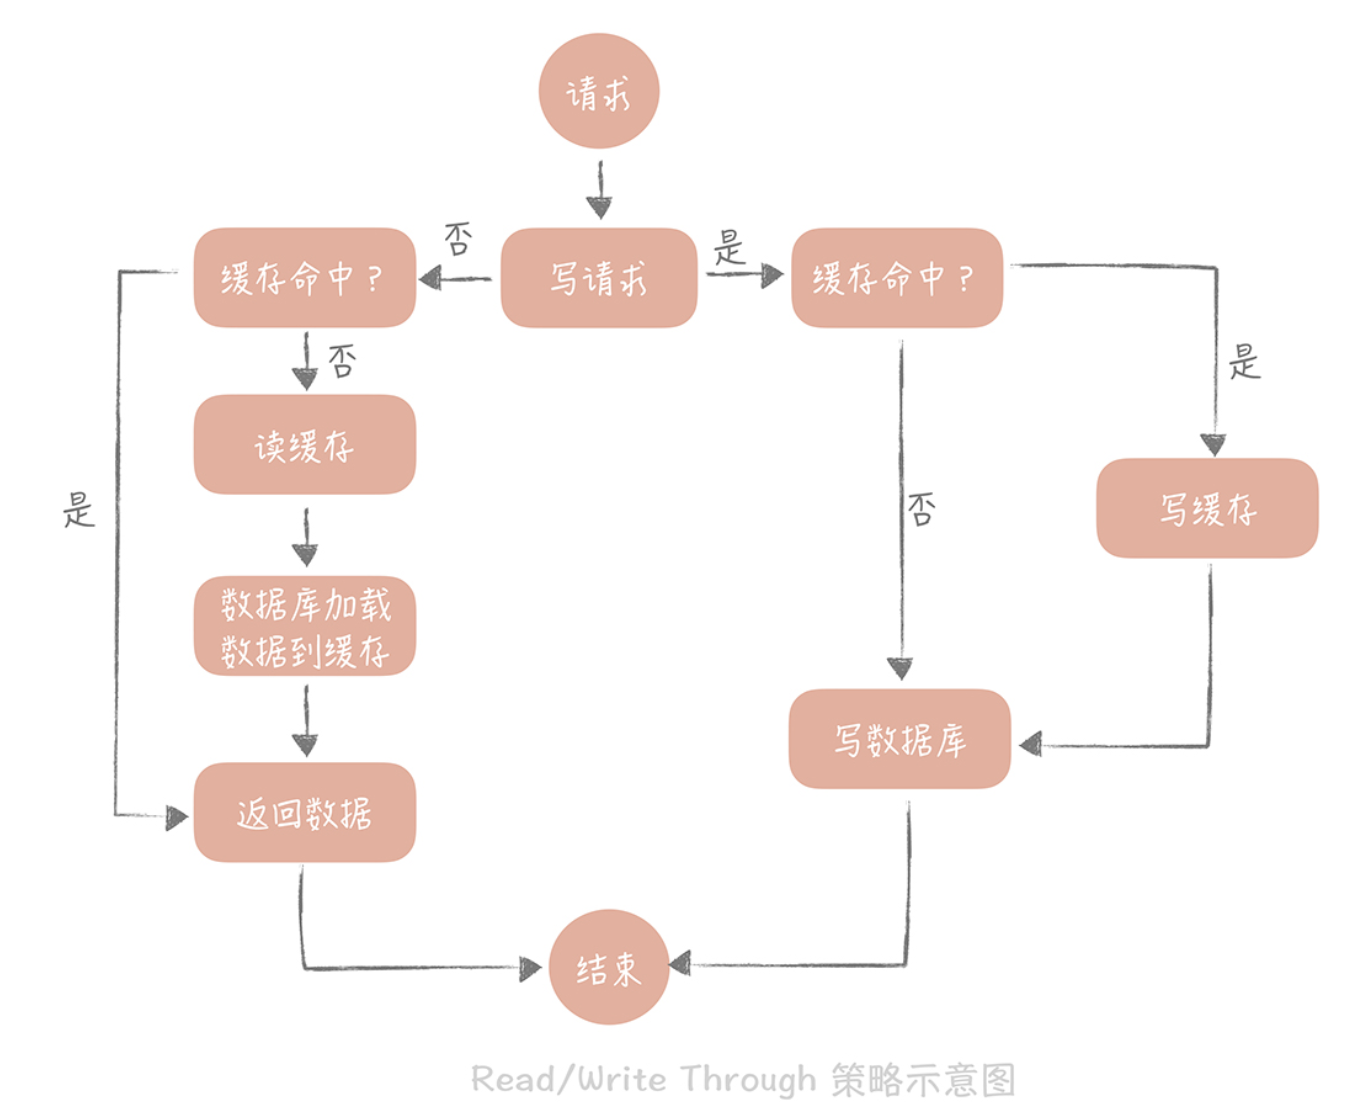 请求
否
写请求
是
缓存命中？
缓存命中？
否
是
读缓存
是
否
写缓存
数据库加载
数据到缓存
写数据库
返回数据
结束
Read/Write Through 策略示意图